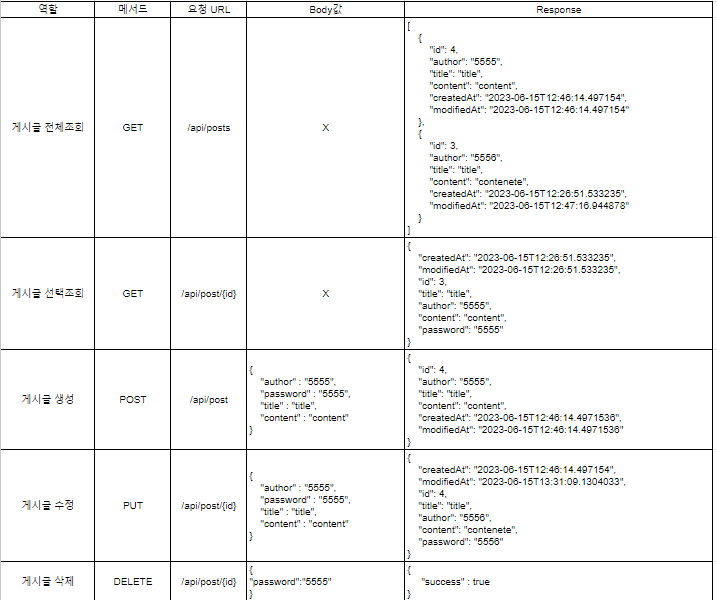 역할 메서드 요청 URL Body값 Response
게시글 전체조회 GET /api/posts X
[
{
"id": 4,
"author": "5555",
"title": "title",
"content": "content",
"createdAt": "2023-06-15T12:46:14.497154",
"modifiedAt": "2023-06-15T12:46:14.497154"
},
{
"id": 3,
"author": "5556",
"title": "title",
"content": "contenete",
"createdAt": "2023-06-15T12:26:51.533235",
"modifiedAt": "2023-06-15T12:47:16.944878"
}
]
게시글 선택조회 GET /api/post/{id} X
{
"createdAt": "2023-06-15T12:26:51.533235",
"modifiedAt": "2023-06-15T12:26:51.533235",
"id": 3,
"title": "title",
"author": "5555",
"content": "content",
"password": "5555"
}
게시글 생성 POST /api/post
{
"author" : "5555",
"password" : "5555",
"title" : "title",
"content" : "content"
}
{
"id": 4,
"author": "5555",
"title": "title",
"content": "content",
"createdAt": "2023-06-15T12:46:14.4971536",
"modifiedAt": "2023-06-15T12:46:14.4971536"
}
게시글 수정 PUT /api/post/{id}
{
"author" : "5555",
"password" : "5555",
"title" : "title",
"content" : "content"
}
{
"createdAt": "2023-06-15T12:46:14.497154",
"modifiedAt": "2023-06-15T13:31:09.1304033",
"id": 4,
"title": "title",
"author": "5556",
"content": "contenete",
"password": "5556"
}
게시글 삭제 DELETE /api/post/{id}
{
"password":"5555"
}
{
"success" : true
}